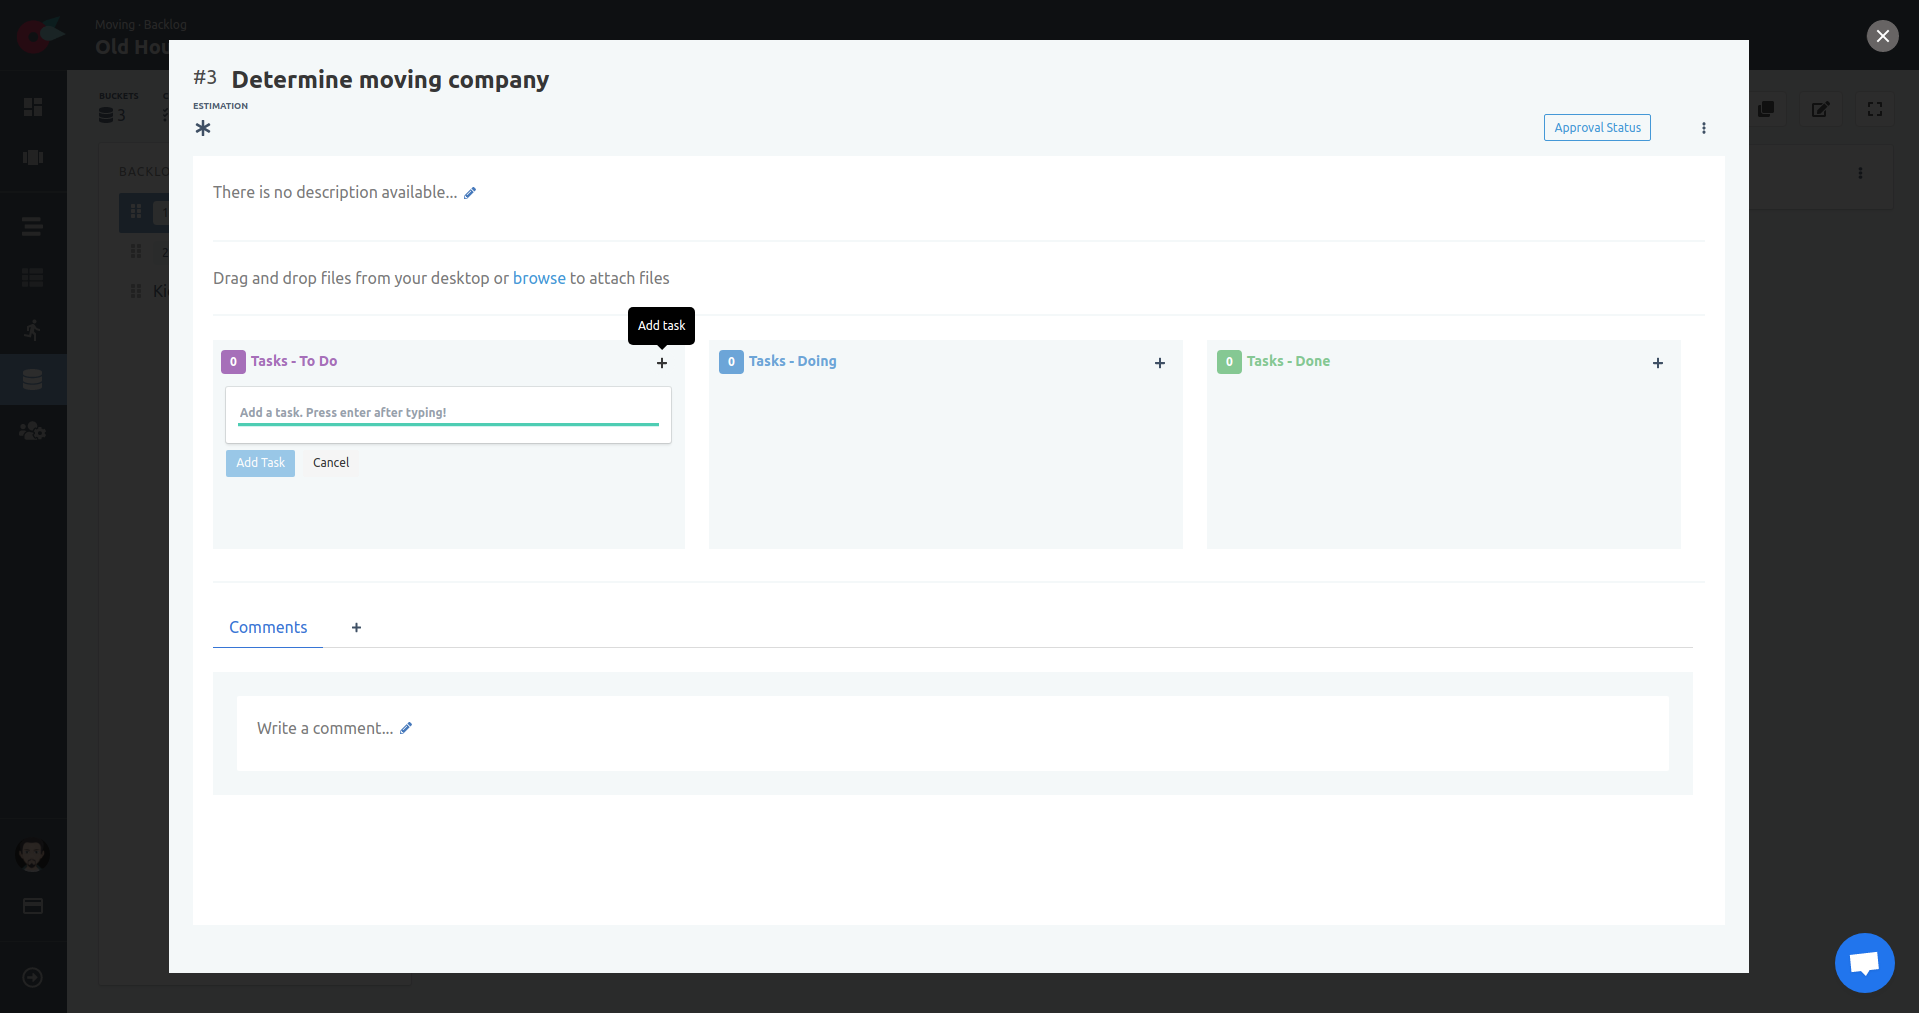 Moving - Backlog
Old Hou
#3 Determine moving company
ESTIMATION
Approval Status
BUCKETS
3
BACKLO
1
2
There is no description available...
Drag and drop files from your desktop or browse to attach files
Add task
0 Tasks - To Do
0 Tasks - Doing
0 Tasks - Done
Add a task. Press enter after typing!
Add Task
Cancel
Comments
Write a comment...